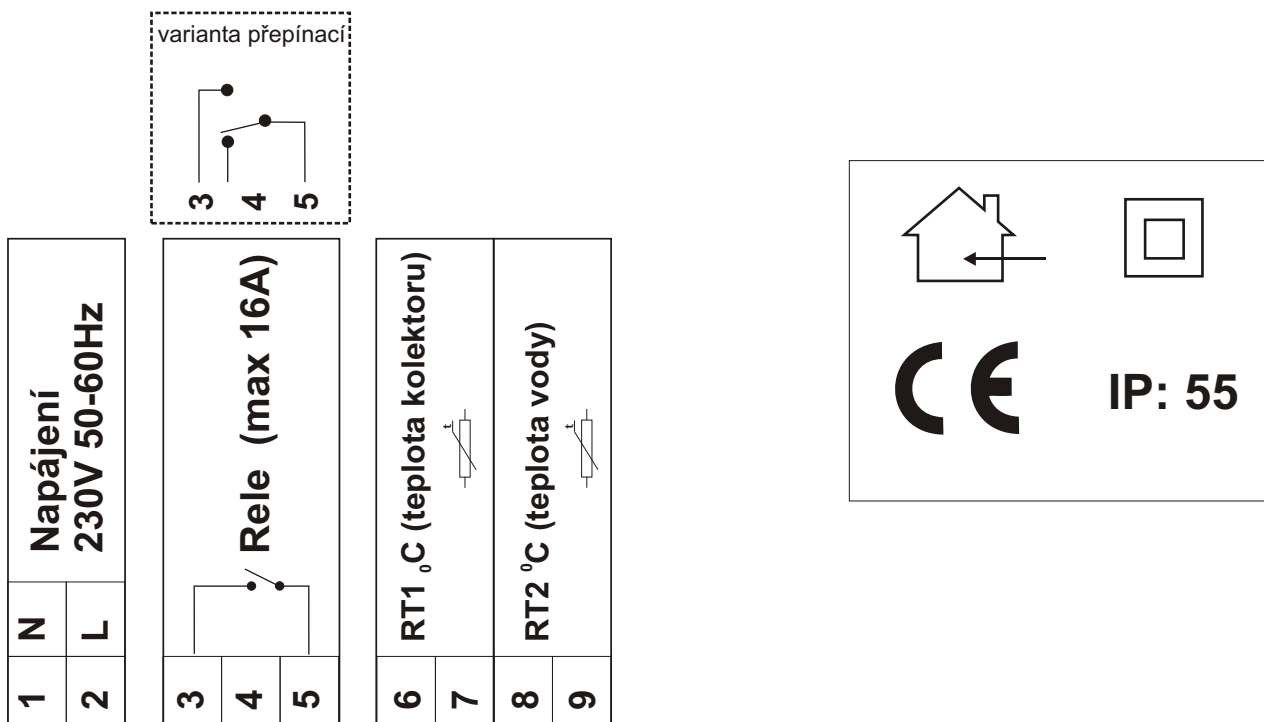 varianta přepínací
3 4 5
1 N
2 L
Napájení
230V 50-60Hz
3 4 5
Rele (max 16A)
6
7
RT1 ₀C (teplota kolektoru)
t
8
9
RT2 ⁰C (teplota vody)
t
CE
IP: 55